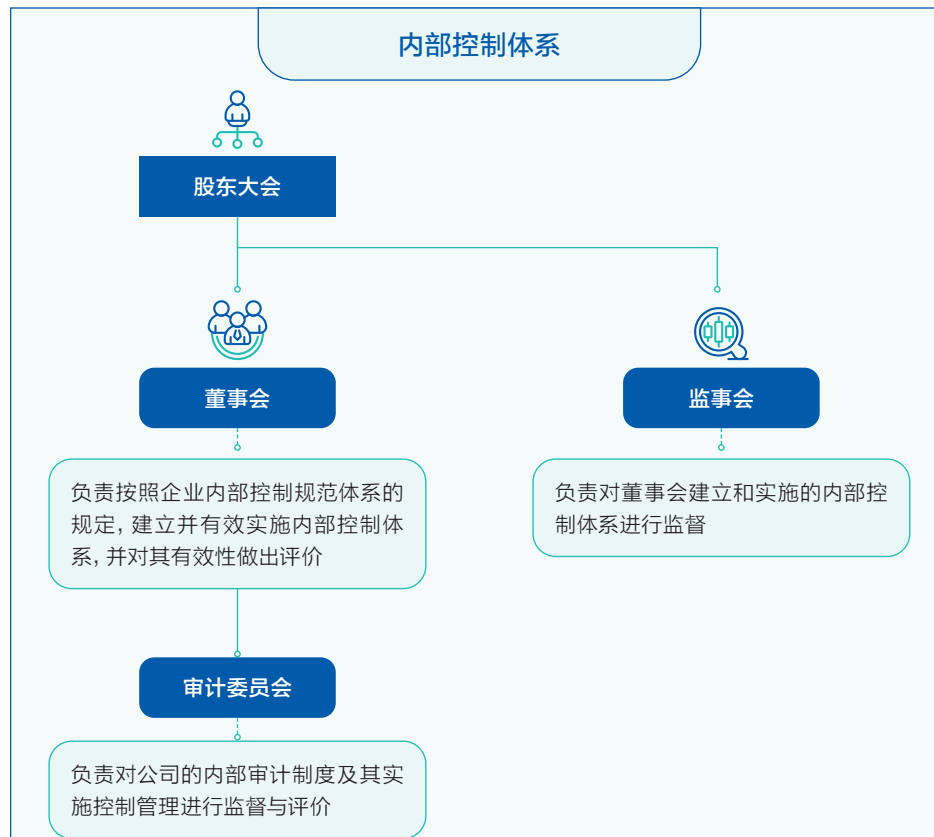 内部控制体系
股东大会
董事会
监事会
负责按照企业内部控制规范体系的
规定，建立并有效实施内部控制体
系，并对其有效性做出评价
负责对董事会建立和实施的内部控
制体系进行监督
审计委员会
负责对公司的内部审计制度及其实
施控制管理进行监督与评价